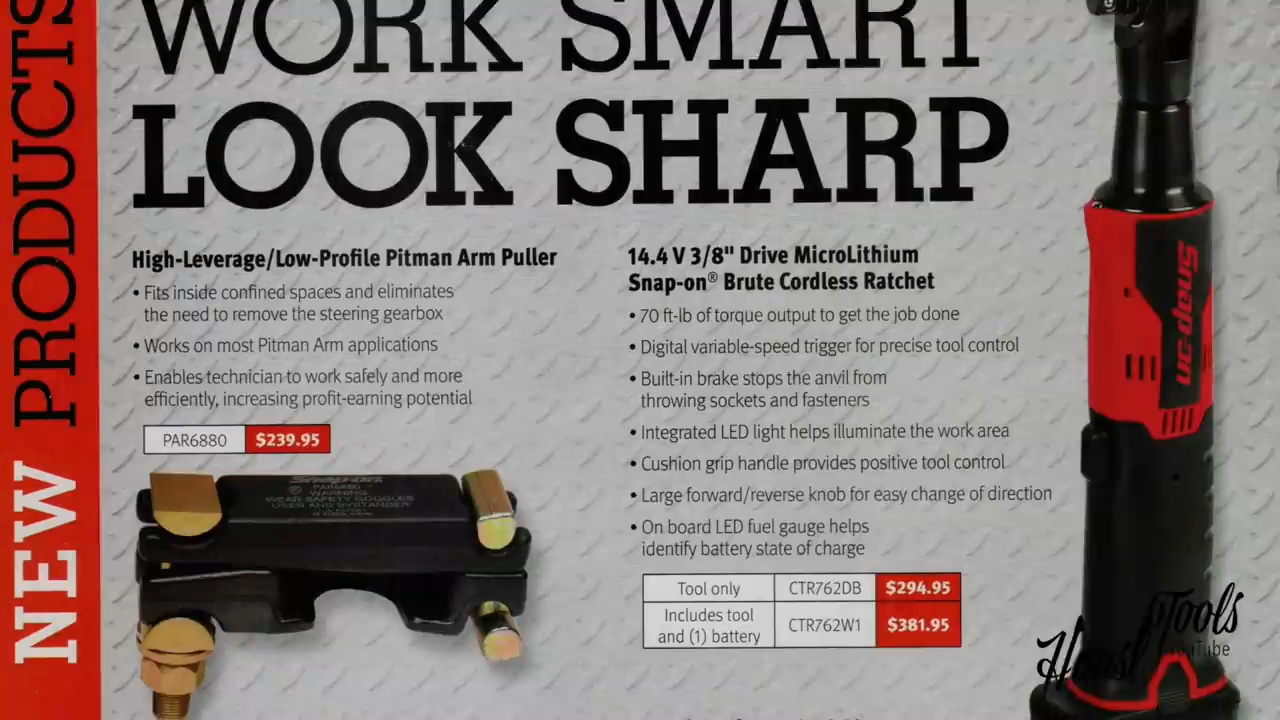 NEW PRODUCTS
WORK SMART
LOOK SHARP
High-Leverage/Low-Profile Pitman Arm Puller
• Fits inside confined spaces and eliminates
the need to remove the steering gearbox
• Works on most Pitman Arm applications
• Enables technician to work safely and more
efficiently, increasing profit-earning potential
PAR6880 $239.95
Snap-on
PAR6880
WARNING
WEAR SAFETY GOGGLES
USER AND BYSTANDER
14.4 V 3/8" Drive MicroLithium
Snap-on® Brute Cordless Ratchet
• 70 ft-lb of torque output to get the job done
• Digital variable-speed trigger for precise tool control
• Built-in brake stops the anvil from
throwing sockets and fasteners
• Integrated LED light helps illuminate the work area
• Cushion grip handle provides positive tool control
• Large forward/reverse knob for easy change of direction
• On board LED fuel gauge helps
identify battery state of charge
Tool only CTR762DB $294.95
Includes tool
and (1) battery CTR762W1 $381.95
Snap-on
Tools
YouTube